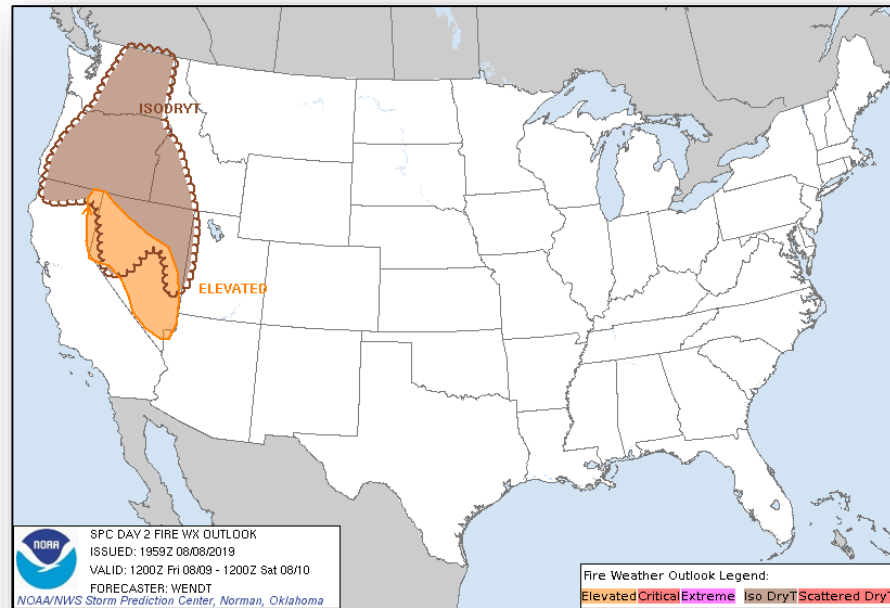 ISODRYT
ELEVATED
NOAA
SPC DAY 2 FIRE WX OUTLOOK
ISSUED: 1959Z 08/08/2019
VALID: 1200Z Fri 08/09 - 1200Z Sat 08/10
FORECASTER: WENDT
NOAA/NWS Storm Prediction Center, Norman, Oklahoma
Fire Weather Outlook Legend:
Elevated Critical Extreme Iso DryT Scattered DryT